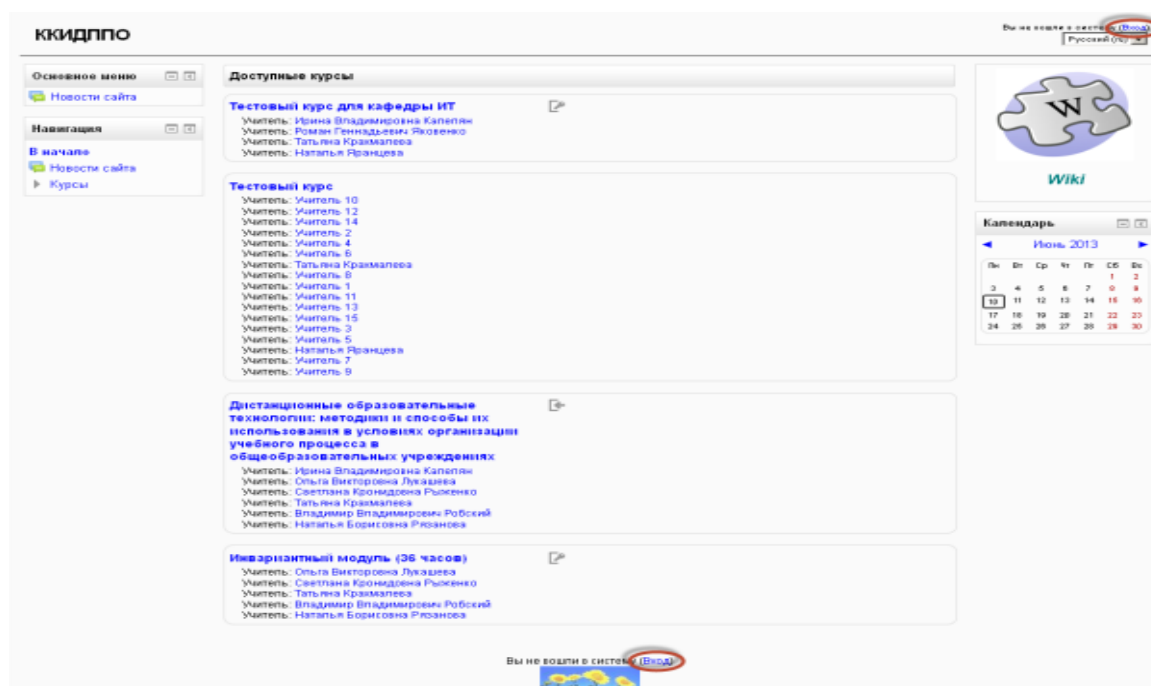 ККИДППО
Вы не вошли в систему (Вход)
Русский (ru)
Основное меню
Новости сайта
Навигация
В начало
Новости сайта
Курсы
Доступные курсы
Тестовый курс для кафедры ИТ
Учитель: Ирина Владимировна Капелян
Учитель: Роман Геннадьевич Яковенко
Учитель: Татьяна Крахмалева
Учитель: Наталья Яранцева
Тестовый курс
Учитель: Учитель 10
Учитель: Учитель 12
Учитель: Учитель 14
Учитель: Учитель 2
Учитель: Учитель 4
Учитель: Учитель 6
Учитель: Татьяна Крахмалева
Учитель: Учитель 8
Учитель: Учитель 1
Учитель: Учитель 11
Учитель: Учитель 13
Учитель: Учитель 15
Учитель: Учитель 3
Учитель: Учитель 5
Учитель: Наталья Яранцева
Учитель: Учитель 7
Учитель: Учитель 9
Дистанционные образовательные
технологии: методики и способы их
использования в условиях организации
учебного процесса в
общеобразовательных учреждениях
Учитель: Ирина Владимировна Капелян
Учитель: Ольга Викторовна Лукашева
Учитель: Светлана Кронидовна Рыженко
Учитель: Татьяна Крахмалева
Учитель: Владимир Владимирович Робский
Учитель: Наталья Борисовна Рязанова
Инвариантный модуль (36 часов)
Учитель: Ольга Викторовна Лукашева
Учитель: Светлана Кронидовна Рыженко
Учитель: Татьяна Крахмалева
Учитель: Владимир Владимирович Робский
Учитель: Наталья Борисовна Рязанова
W
Wiki
Календарь
Июнь 2013
Пн Вт Ср Чт Пт Сб Вс
1 2
3 4 5 6 7 8 9
10 11 12 13 14 15 16
17 18 19 20 21 22 23
24 25 26 27 28 29 30
Вы не вошли в систему (Вход)